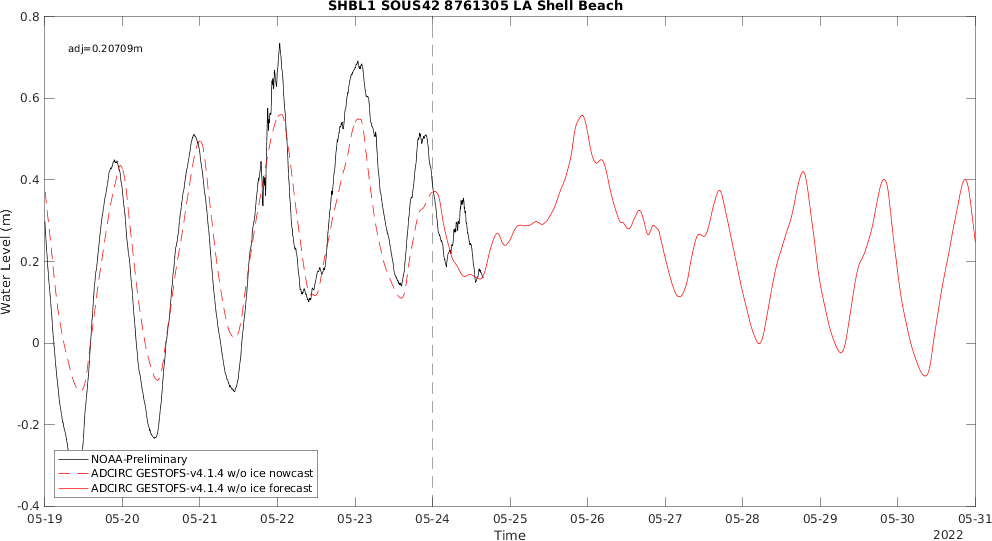 SHBL1 SOUS42 8761305 LA Shell Beach
adj=0.20709m
Water Level (m)
0.8
0.6
0.4
0.2
0
-0.2
-0.4
NOAA-Preliminary
ADCIRC GESTOFS-v4.1.4 w/o ice nowcast
ADCIRC GESTOFS-v4.1.4 w/o ice forecast
05-19 05-20 05-21 05-22 05-23 05-24 05-25 05-26 05-27 05-28 05-29 05-30 05-31
Time
2022